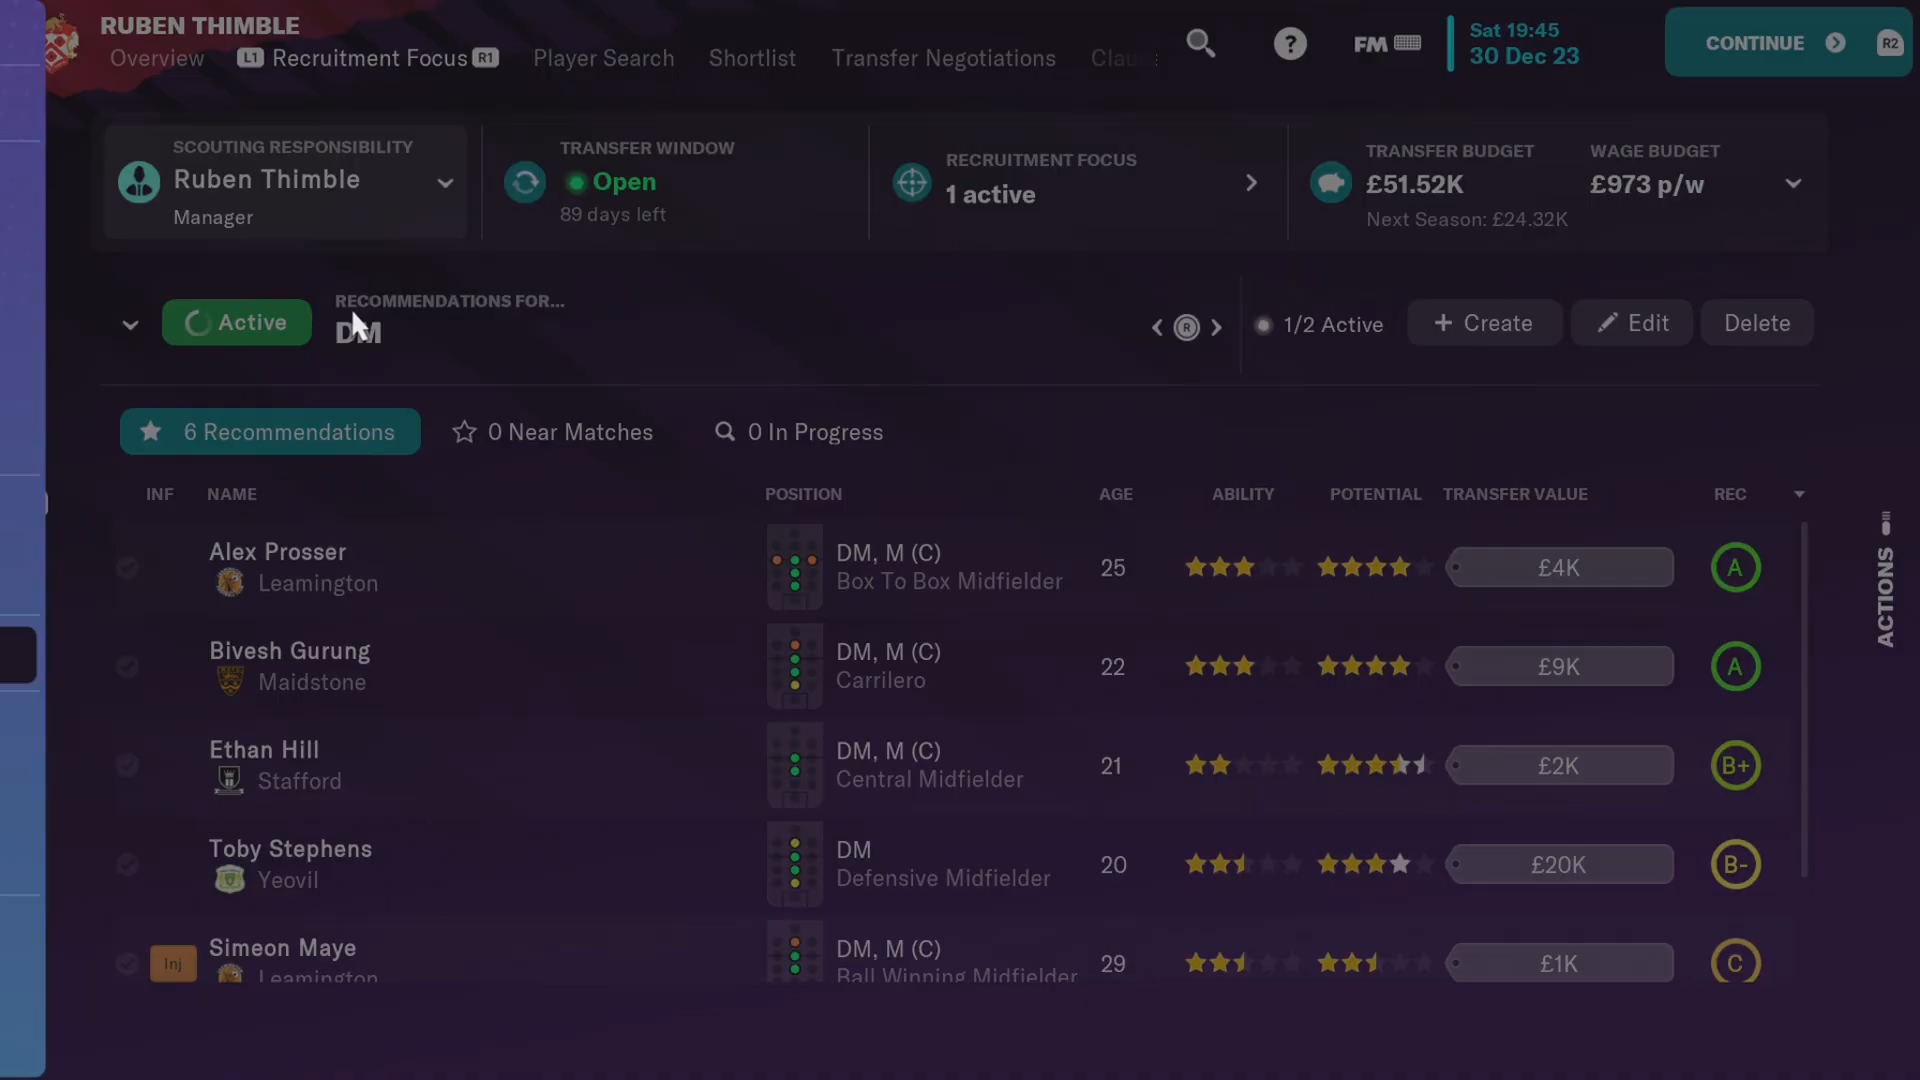 RUBEN THIMBLE
Overview L1 Recruitment Focus R1 Player Search Shortlist Transfer Negotiations
? FM Sat 19:45
30 Dec 23
CONTINUE R2
SCOUTING RESPONSIBILITY
Ruben Thimble
Manager
TRANSFER WINDOW
Open
89 days left
RECRUITMENT FOCUS
1 active
TRANSFER BUDGET WAGE BUDGET
£51.52K £973 p/w
Next Season: £24.32K
Active
RECOMMENDATIONS FOR...
DM
R
1/2 Active + Create Edit Delete
6 Recommendations 0 Near Matches 0 In Progress
INF NAME POSITION AGE ABILITY POTENTIAL TRANSFER VALUE REC
Alex Prosser DM, M (C) 25 £4K A
Leamington Box To Box Midfielder
Bivesh Gurung DM, M (C) 22 £9K A
Maidstone Carrilero
Ethan Hill DM, M (C) 21 £2K B+
Stafford Central Midfielder
Toby Stephens DM 20 £20K B-
Yeovil Defensive Midfielder
Inj Simeon Maye DM, M (C) 29 £1K C
Leamington Ball Winning Midfielder
ACTIONS